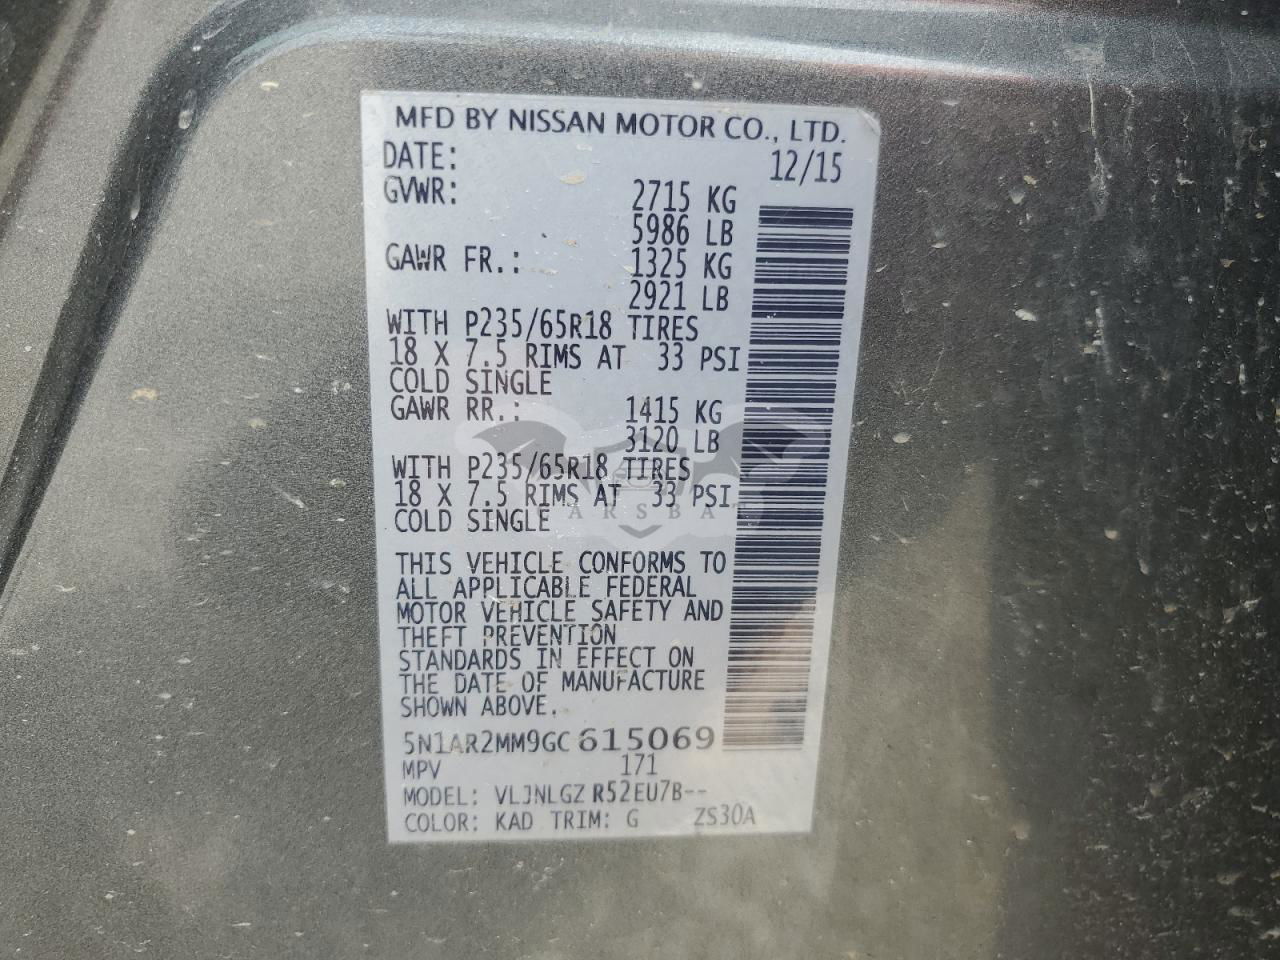 MFD BY NISSAN MOTOR CO., LTD.
DATE: 12/15
GVWR: 2715 KG
5986 LB
GAWR FR.: 1325 KG
2921 LB
WITH P235/65R18 TIRES
18 X 7.5 RIMS AT 33 PSI
COLD SINGLE
GAWR RR.: 1415 KG
3120 LB
WITH P235/65R18 TIRES
18 X 7.5 RIMS AT 33 PSI
COLD SINGLE
THIS VEHICLE CONFORMS TO
ALL APPLICABLE FEDERAL
MOTOR VEHICLE SAFETY AND
THEFT PREVENTION
STANDARDS IN EFFECT ON
THE DATE OF MANUFACTURE
SHOWN ABOVE.
5N1AR2MM9GC615069
MPV 171
MODEL: VLJNLGZ R52EU7B--
COLOR: KAD TRIM: G ZS30A